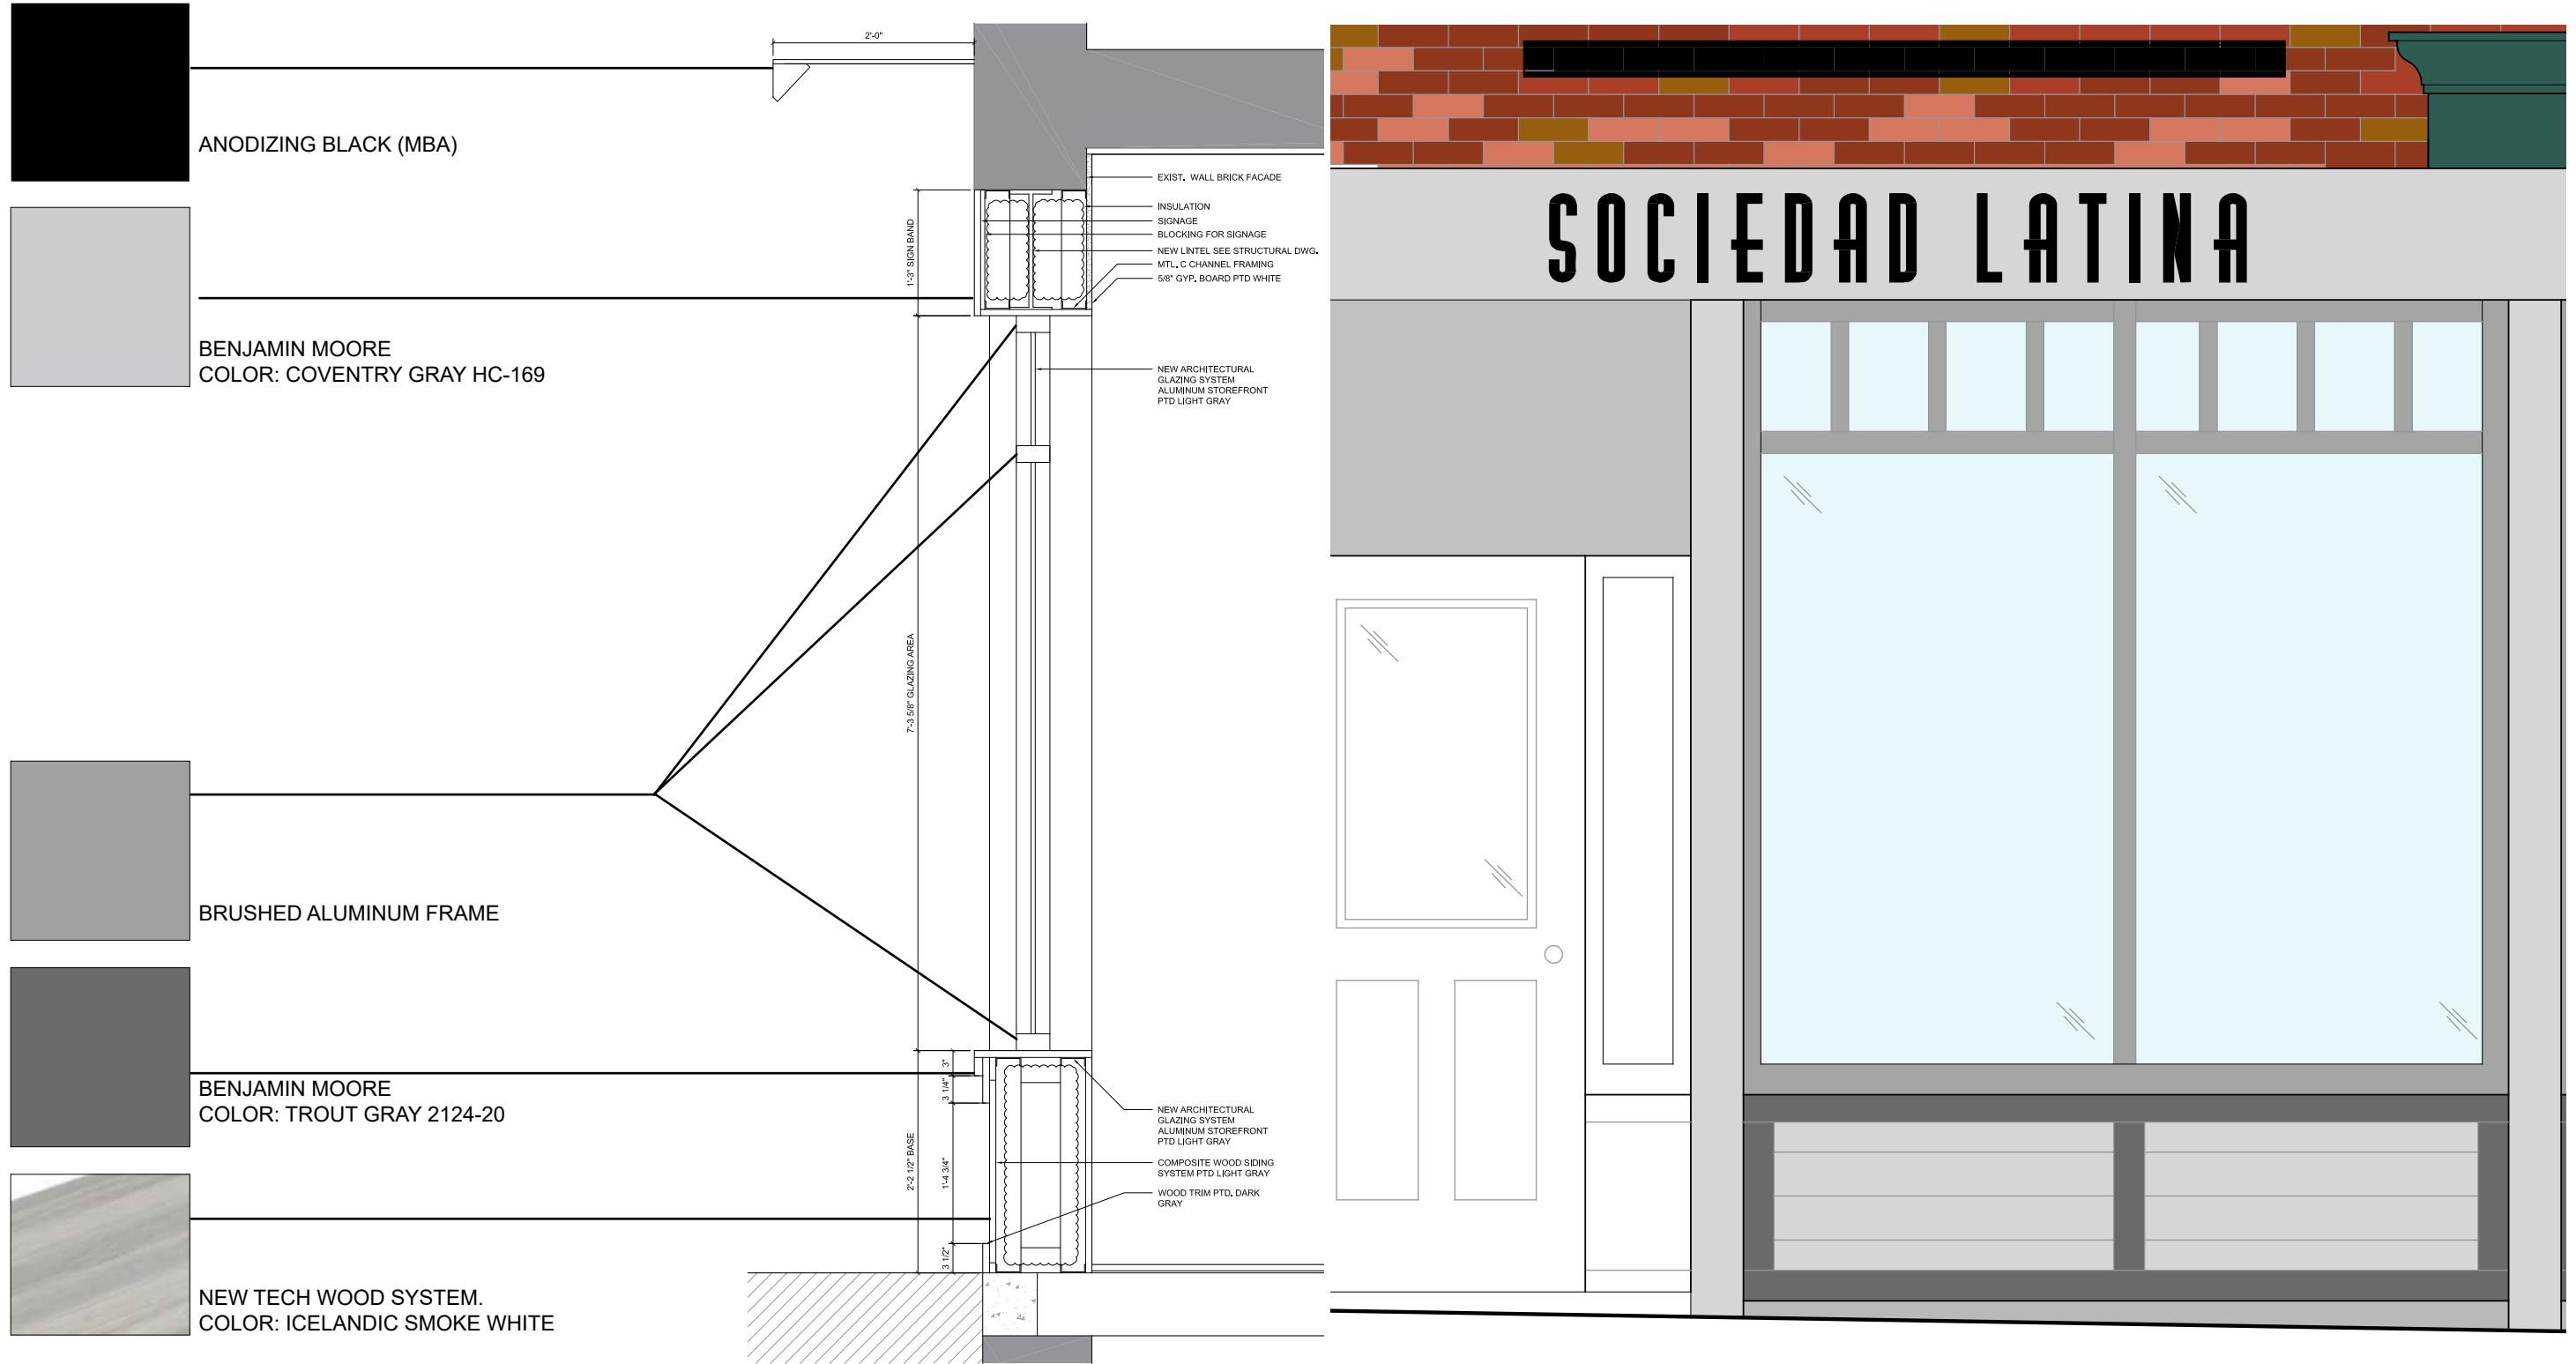 2'-0"
ANODIZING BLACK (MBA)
EXIST. WALL BRICK FACADE
INSULATION
SIGNAGE
BLOCKING FOR SIGNAGE
NEW LINTEL SEE STRUCTURAL DWG.
MTL. C CHANNEL FRAMING
5/8" GYP. BOARD PTD WHITE
1'-3" SIGN BAND
SOCIEDAD LATINA
BENJAMIN MOORE
COLOR: COVENTRY GRAY HC-169
NEW ARCHITECTURAL
GLAZING SYSTEM
ALUMINUM STOREFRONT
PTD LIGHT GRAY
7'-3 5/8" GLAZING AREA
BRUSHED ALUMINUM FRAME
BENJAMIN MOORE
COLOR: TROUT GRAY 2124-20
3"
3 1/4"
2'-2 1/2" BASE
1'-4 3/4"
3 1/2"
NEW ARCHITECTURAL
GLAZING SYSTEM
ALUMINUM STOREFRONT
PTD LIGHT GRAY
COMPOSITE WOOD SIDING
SYSTEM PTD LIGHT GRAY
WOOD TRIM PTD. DARK
GRAY
NEW TECH WOOD SYSTEM.
COLOR: ICELANDIC SMOKE WHITE